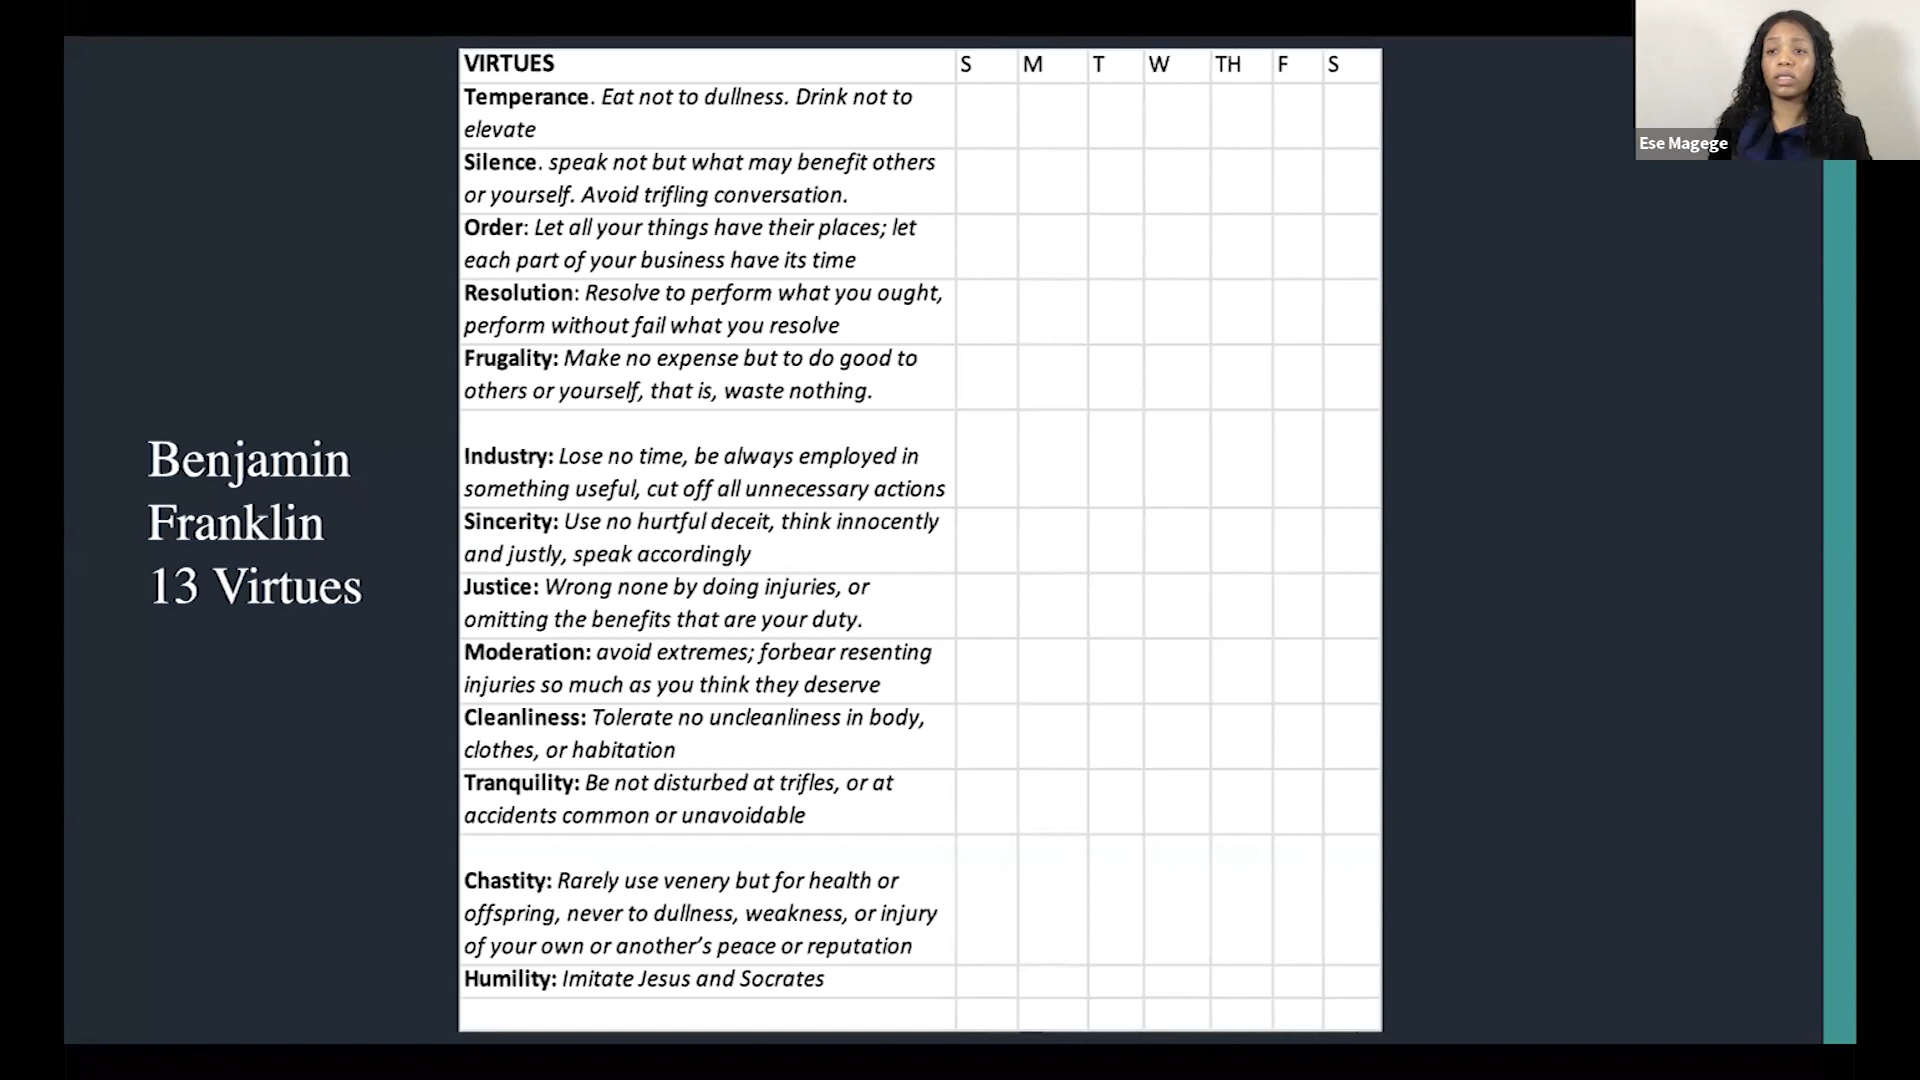 VIRTUES S M T W TH F S
Temperance. Eat not to dullness. Drink not to
elevate
Silence. speak not but what may benefit others
or yourself. Avoid trifling conversation.
Order: Let all your things have their places; let
each part of your business have its time
Resolution: Resolve to perform what you ought,
perform without fail what you resolve
Frugality: Make no expense but to do good to
others or yourself, that is, waste nothing.
Industry: Lose no time, be always employed in
something useful, cut off all unnecessary actions
Sincerity: Use no hurtful deceit, think innocently
and justly, speak accordingly
Justice: Wrong none by doing injuries, or
omitting the benefits that are your duty.
Moderation: avoid extremes; forbear resenting
injuries so much as you think they deserve
Cleanliness: Tolerate no uncleanliness in body,
clothes, or habitation
Tranquility: Be not disturbed at trifles, or at
accidents common or unavoidable
Chastity: Rarely use venery but for health or
offspring, never to dullness, weakness, or injury
of your own or another’s peace or reputation
Humility: Imitate Jesus and Socrates
Benjamin
Franklin
13 Virtues
Ese Magege